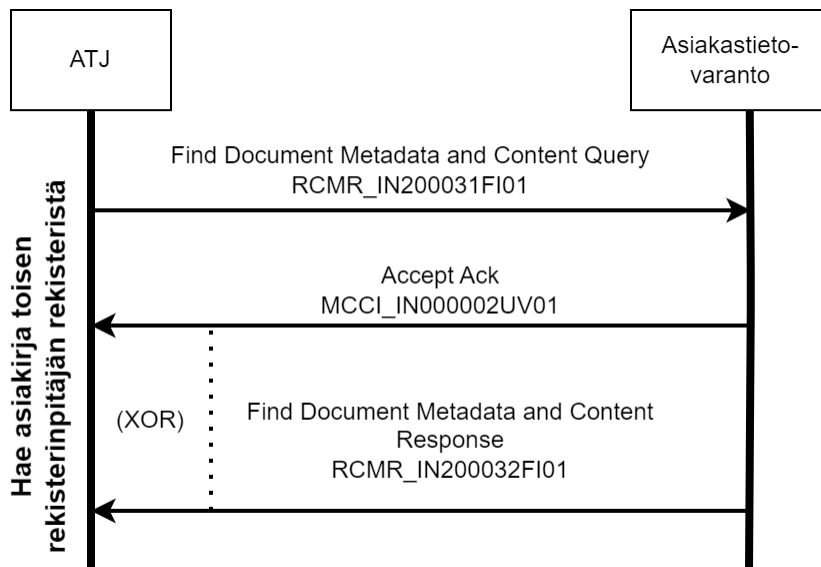 ATJ
Asiakastieto-
varanto
Hae asiakirja toisen
rekisterinpitäjän rekisteristä
Find Document Metadata and Content Query
RCMR_IN200031FI01
Accept Ack
MCCI_IN000002UV01
(XOR)
Find Document Metadata and Content
Response
RCMR_IN200032FI01